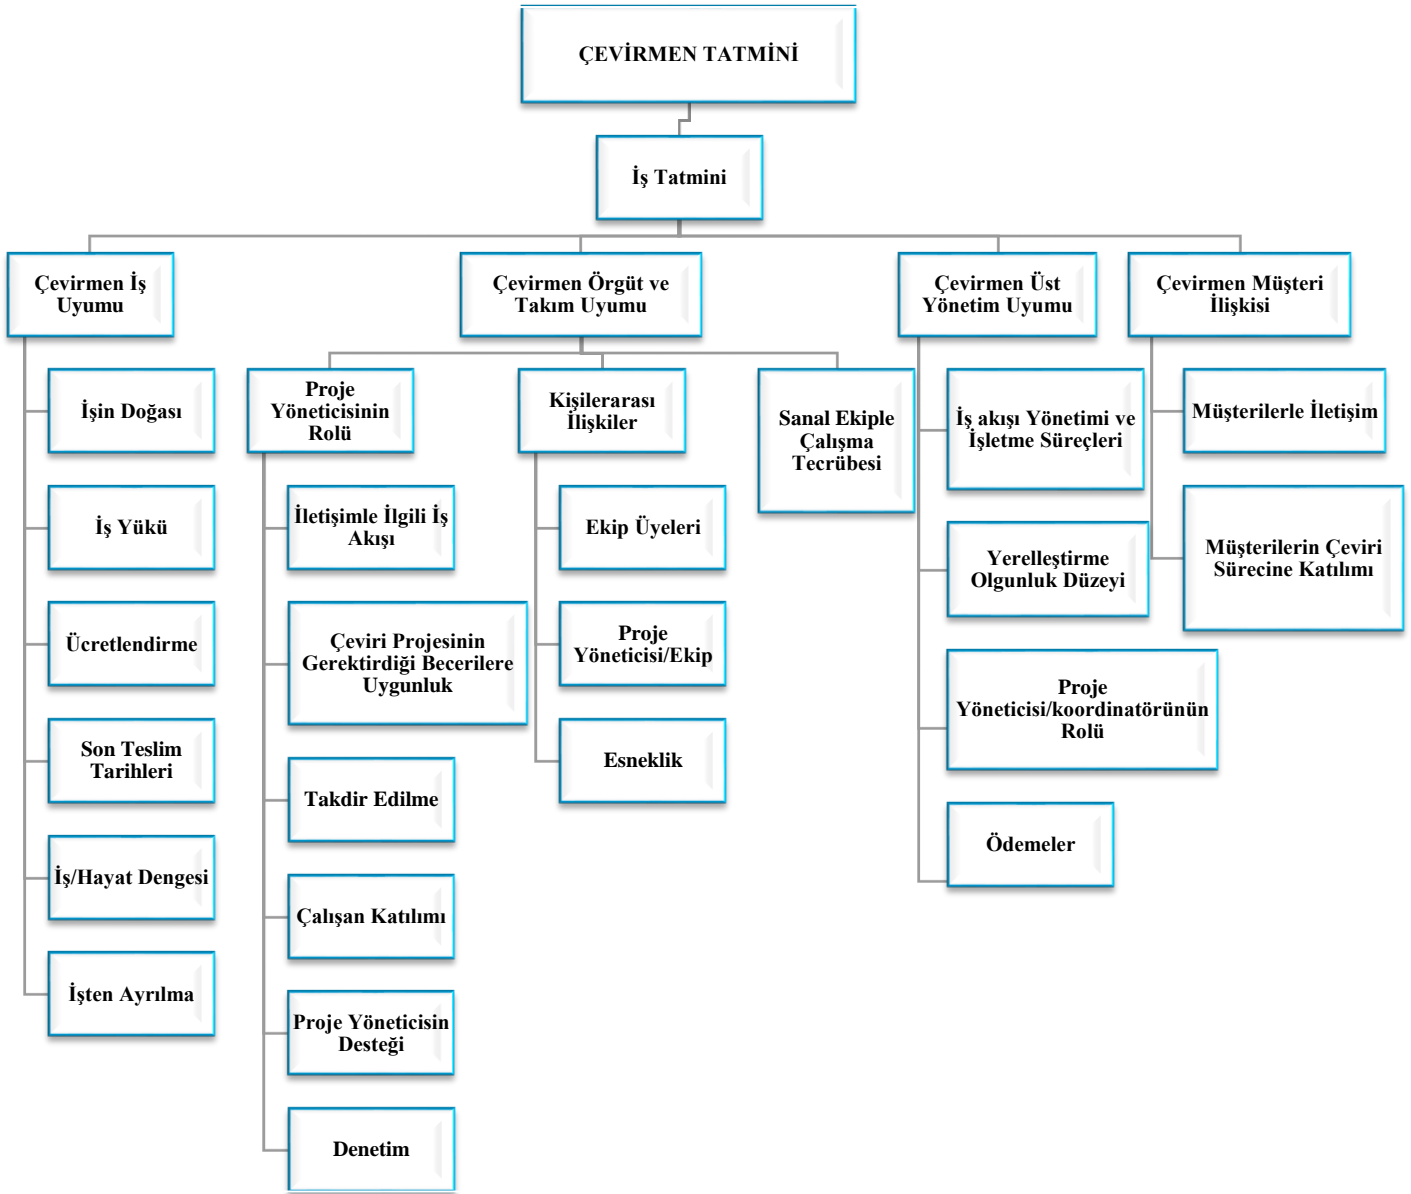 ÇEVİRMEN TATMİNİ
İş Tatmini
Çevirmen İş
Uyumu
İşin Doğası
İş Yükü
Ücretlendirme
Son Teslim
Tarihleri
İş/Hayat Dengesi
İşten Ayrılma
Çevirmen Örgüt ve
Takım Uyumu
Proje
Yöneticisinin
Rolü
İletişimle İlgili İş
Akışı
Çeviri Projesinin
Gerektirdiği Becerilere
Uygunluk
Takdir Edilme
Çalışan Katılımı
Proje Yöneticisin
Desteği
Denetim
Kişilerarası
İlişkiler
Ekip Üyeleri
Proje
Yöneticisi/Ekip
Esneklik
Sanal Ekiple
Çalışma
Tecrübesi
Çevirmen Üst
Yönetim Uyumu
İş akışı Yönetimi ve
İşletme Süreçleri
Yerelleştirme
Olgunluk Düzeyi
Proje
Yöneticisi/koordinatörünün
Rolü
Ödemeler
Çevirmen Müşteri
İlişkisi
Müşterilerle İletişim
Müşterilerin Çeviri
Sürecine Katılımı